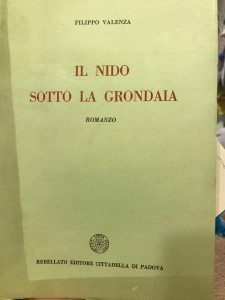 FILIPPO VALENZA
IL NIDO
SOTTO LA GRONDAIA
ROMANZO
REBELLATO EDITORE CITTADELLA DI PADOVA